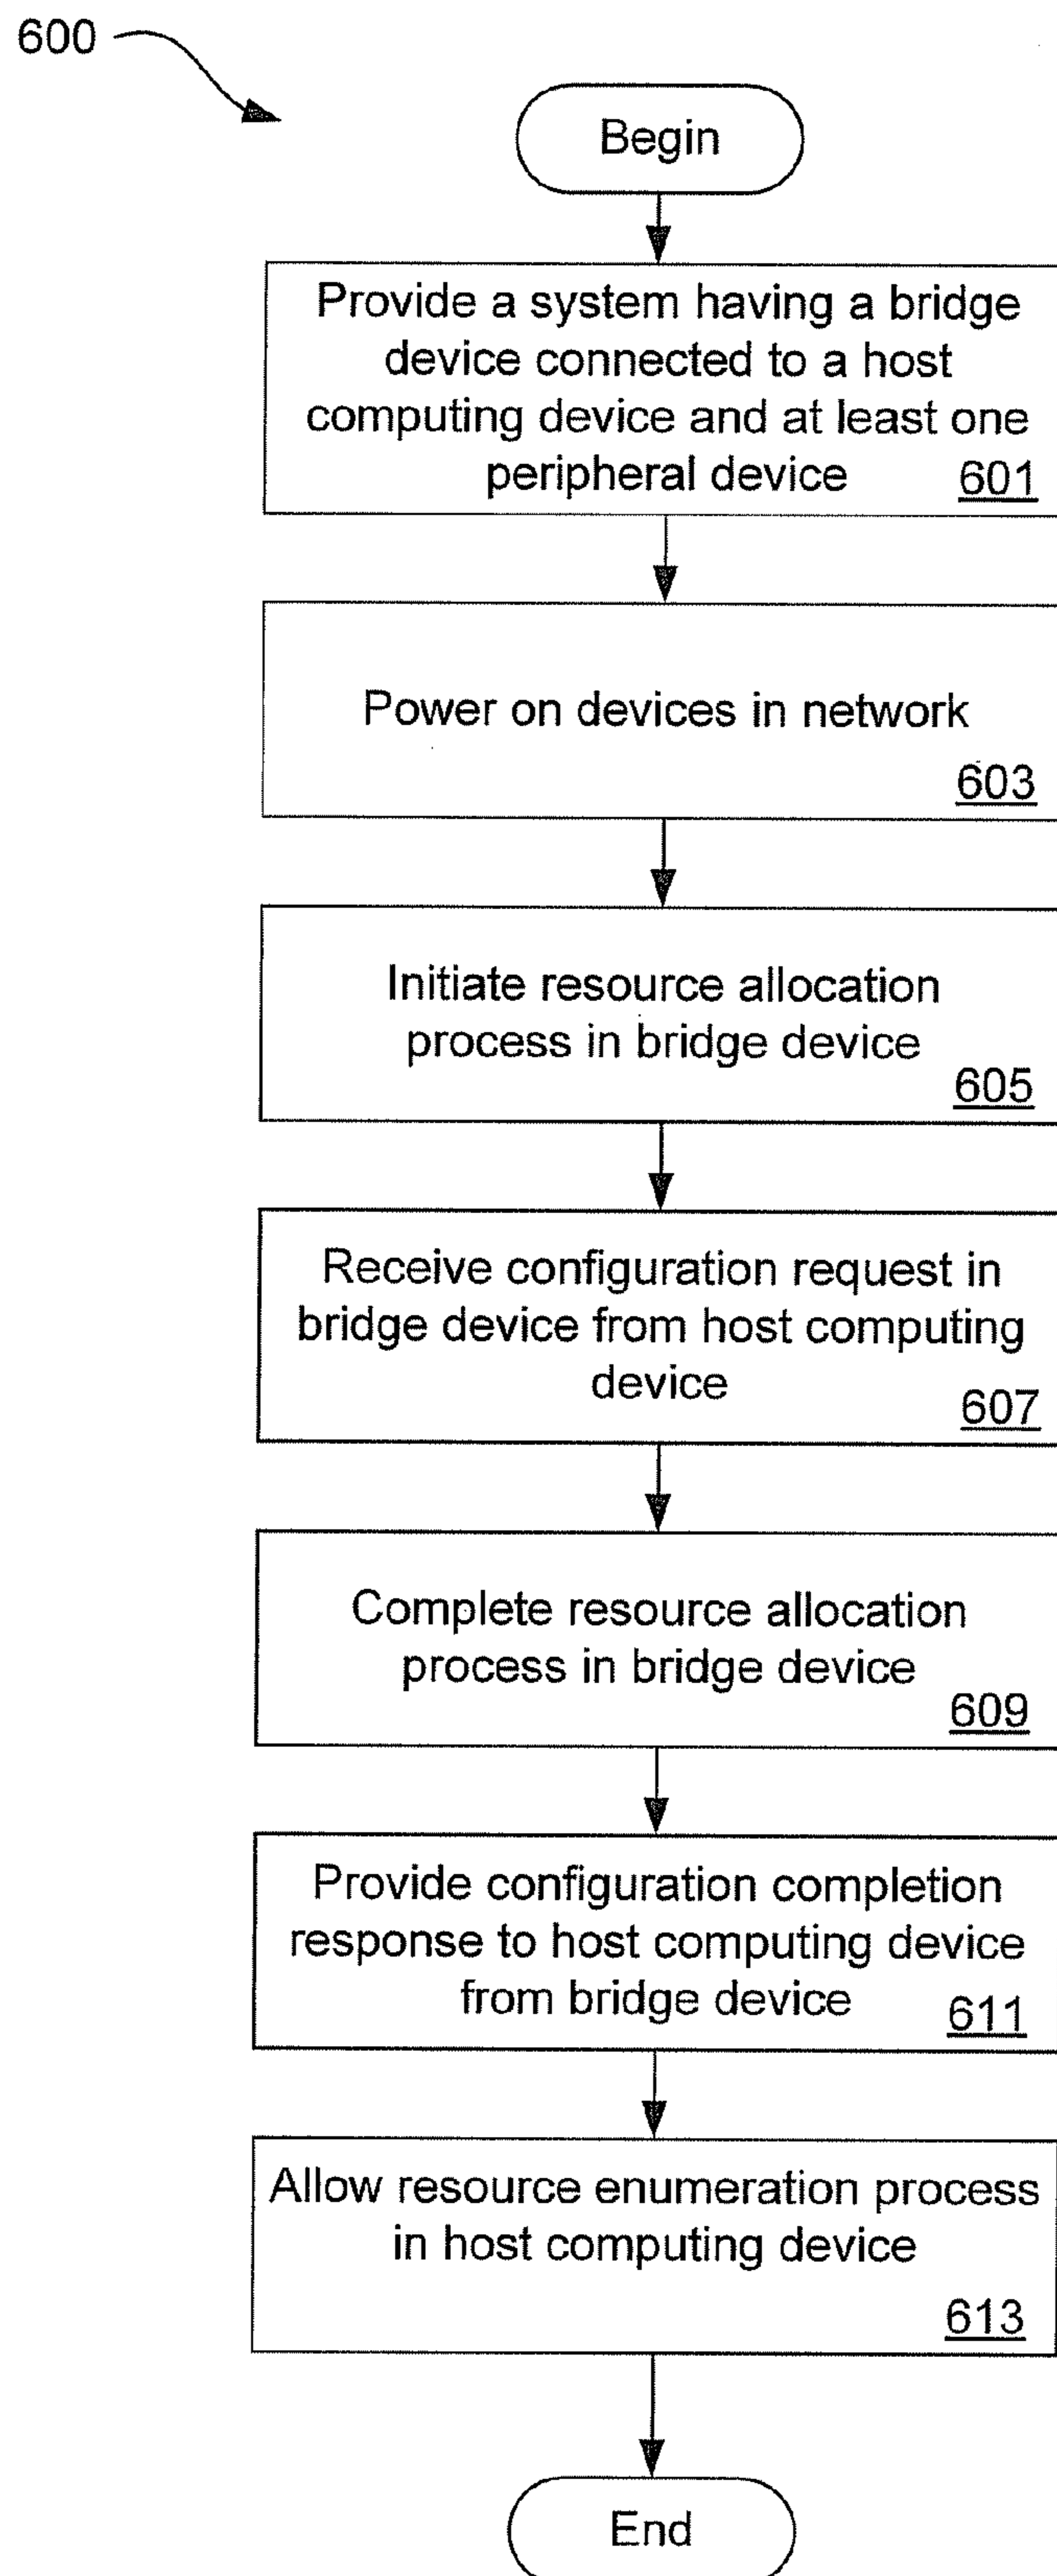 600
Begin
Provide a system having a bridge
device connected to a host
computing device and at least one
peripheral device 601
Power on devices in network
603
Initiate resource allocation
process in bridge device
605
Receive configuration request in
bridge device from host computing
device
607
Complete resource allocation
process in bridge device
609
Provide configuration completion
response to host computing device
from bridge device 611
Allow resource enumeration process
in host computing device
613
End